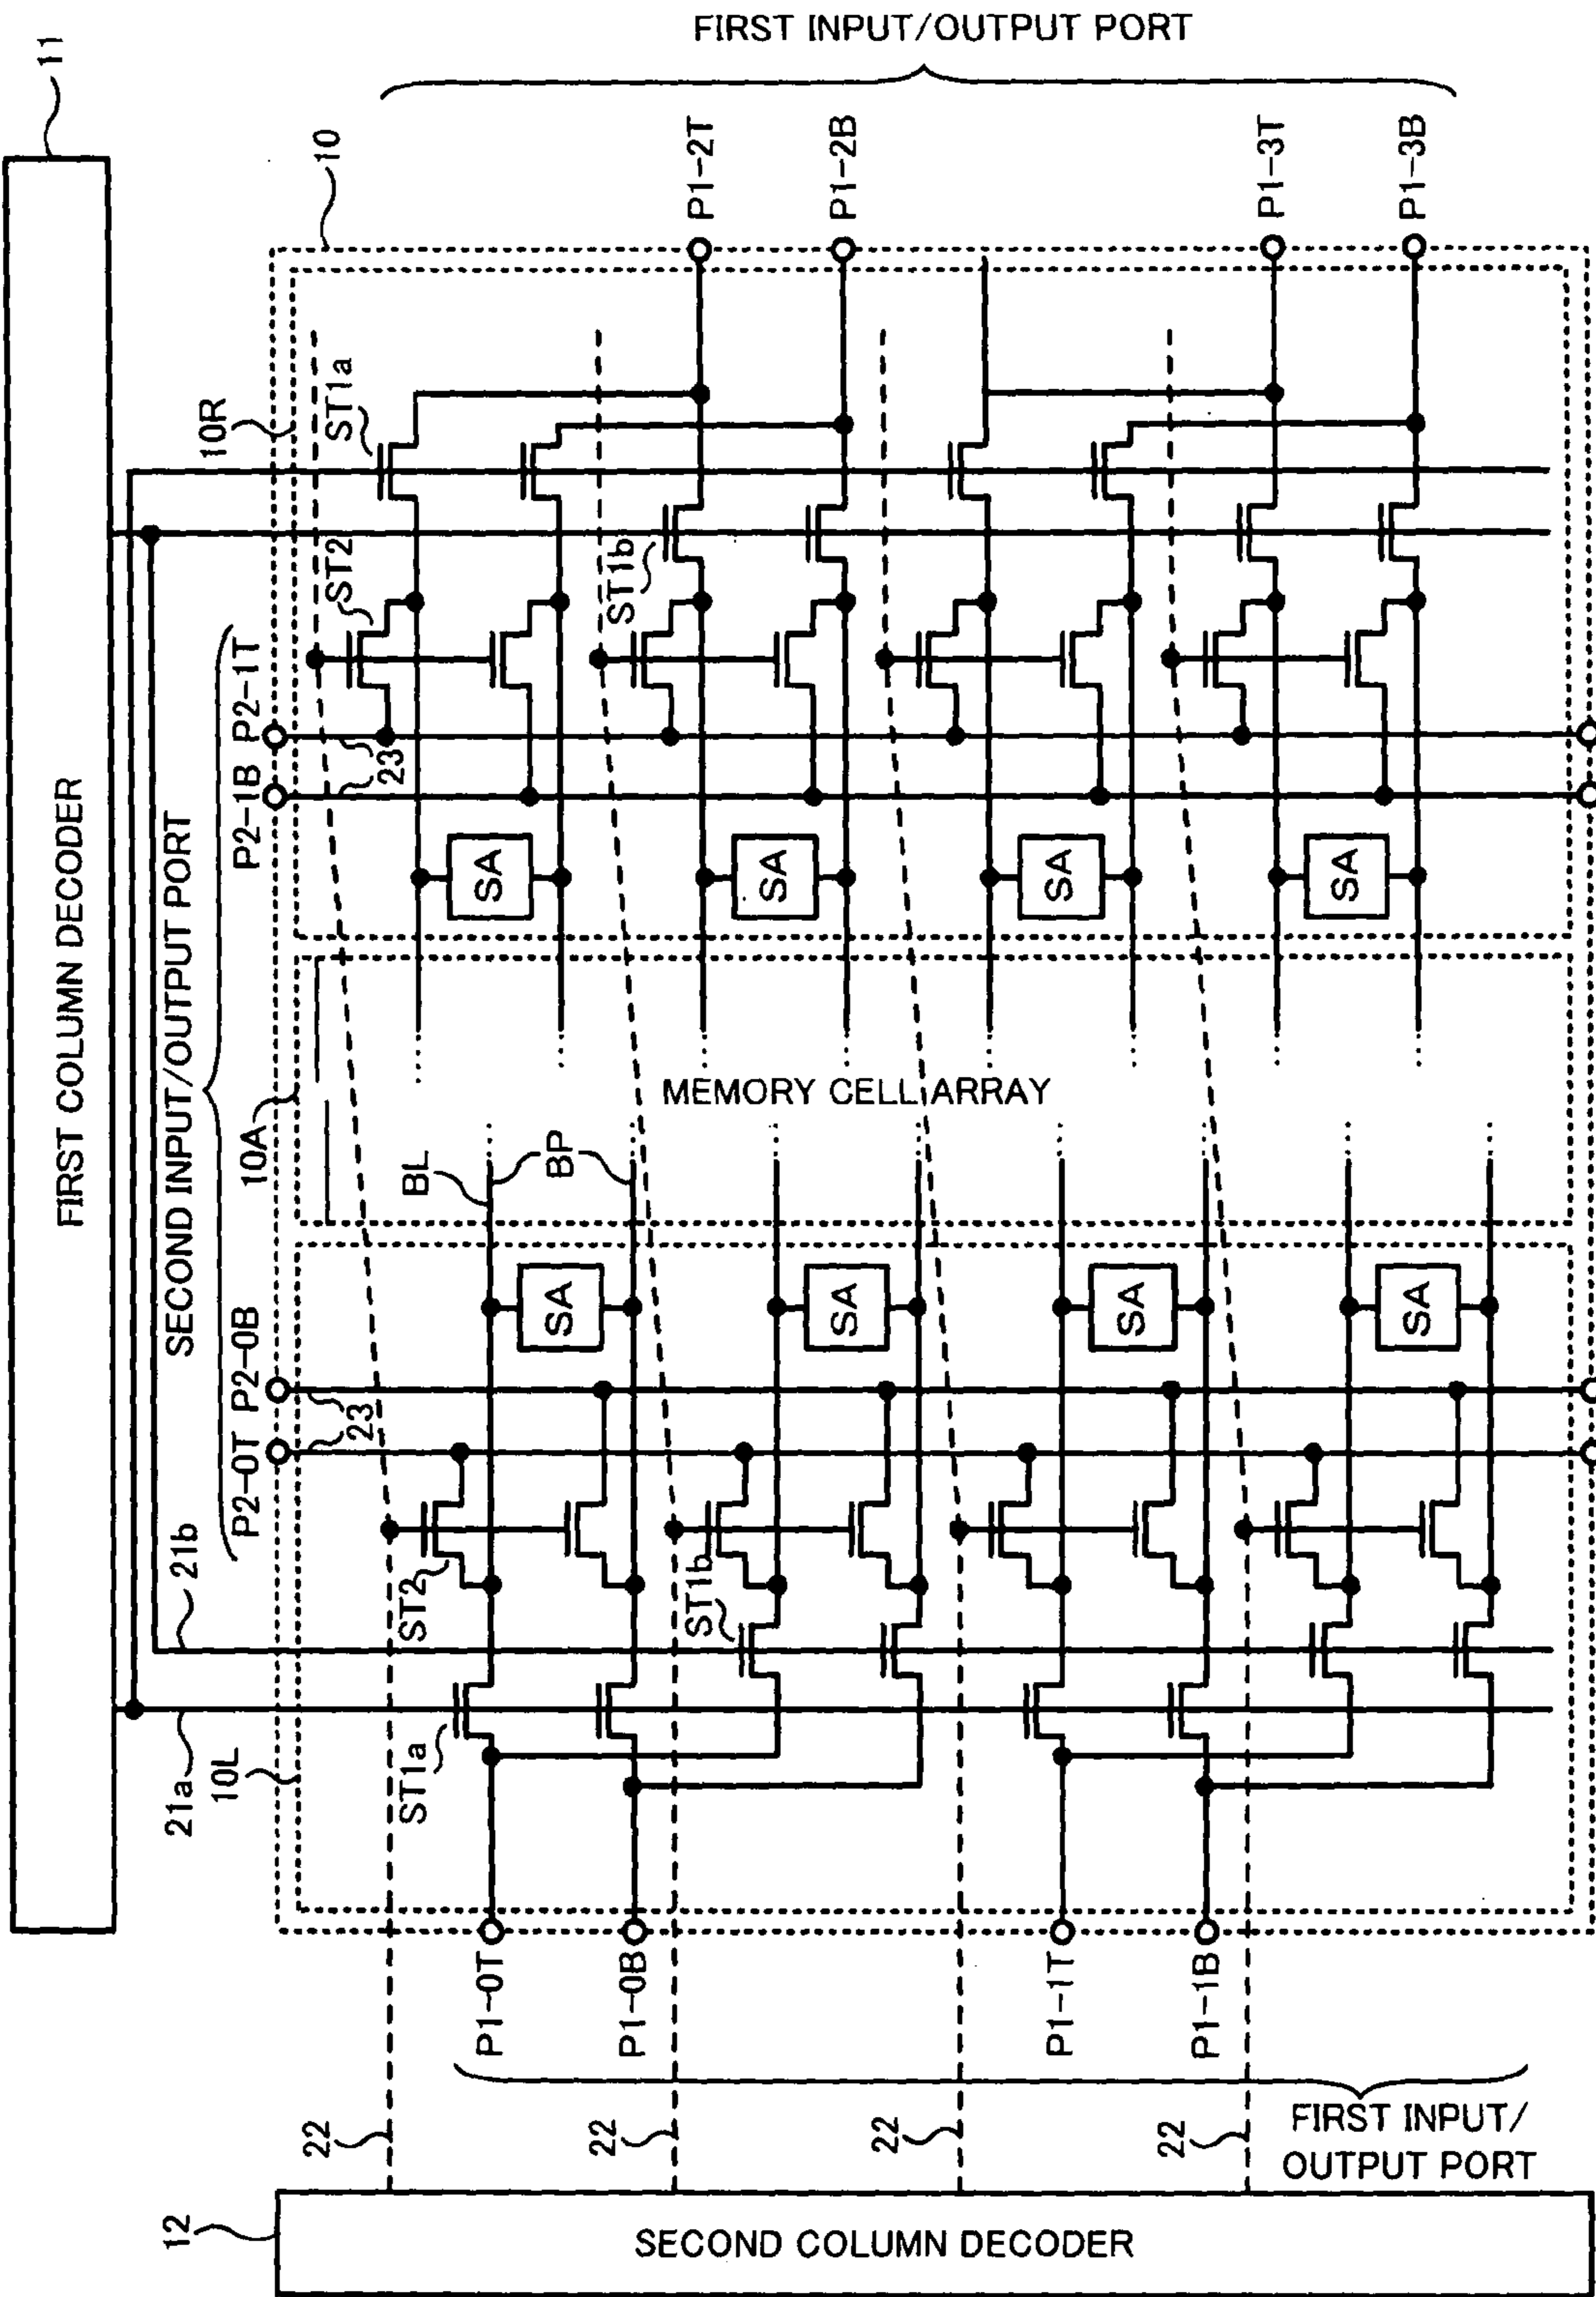 FIRST INPUT/OUTPUT PORT
11
FIRST COLUMN DECODER
10
P1-2T
P1-2B
P1-3T
P1-3B
10R
ST1a
ST2
ST1b
SECOND INPUT/OUTPUT PORT
P2-1T
P2-1B
23
SA
SA
SA
SA
10A
MEMORY CELL ARRAY
BL
BP
SA
SA
SA
SA
P2-0B
P2-0T
23
21b
ST2
ST1b
21a
10L
ST1a
P1-0T
P1-0B
P1-1T
P1-1B
22
22
22
22
FIRST INPUT/
OUTPUT PORT
12
SECOND COLUMN DECODER